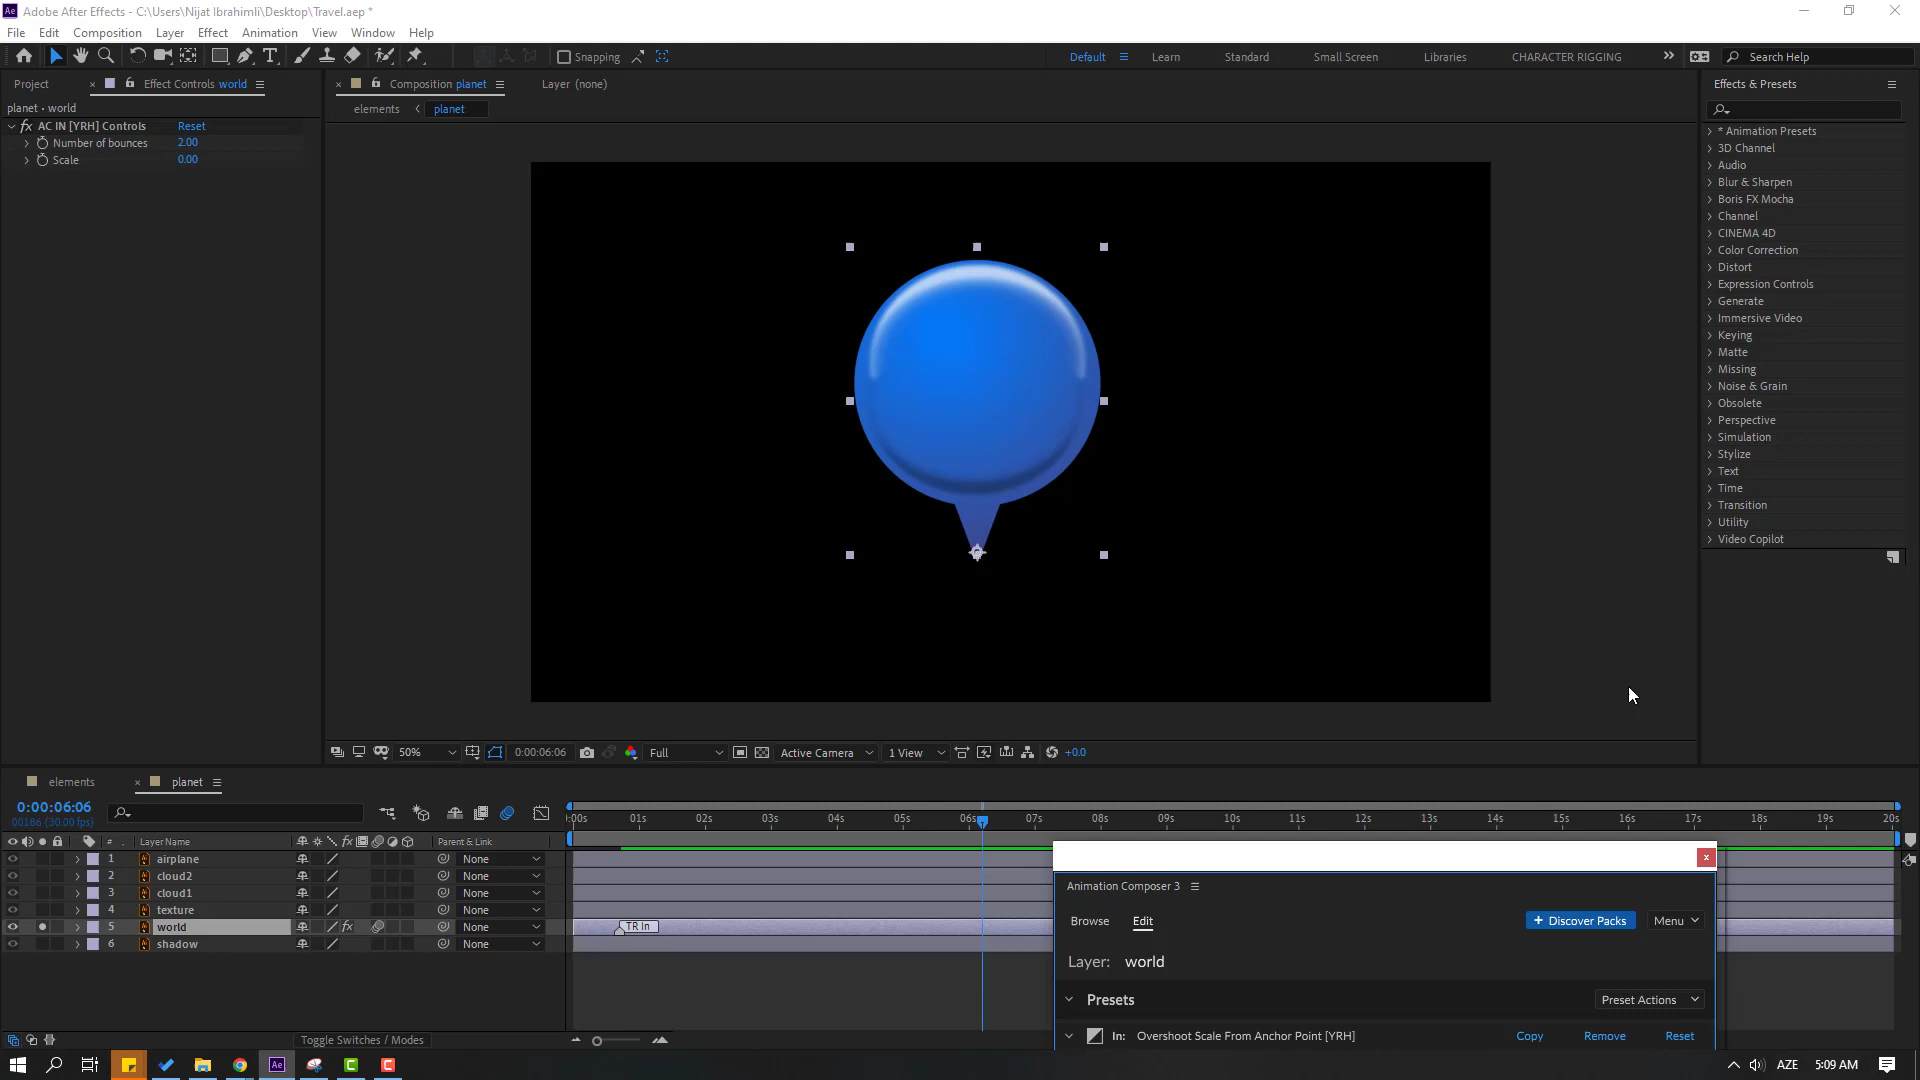 Adobe After Effects - C:\Users\Nijat Ibrahimli\Desktop\Travel.aep *
File Edit Composition Layer Effect Animation View Window Help
Snapping
Default Learn Standard Small Screen Libraries CHARACTER RIGGING Search Help
Project Effect Controls world
planet • world
fx AC IN [YRH] Controls Reset
Number of bounces 2.00
Scale 0.00
Composition planet Layer (none)
elements planet
Effects & Presets
* Animation Presets
3D Channel
Audio
Blur & Sharpen
Boris FX Mocha
Channel
CINEMA 4D
Color Correction
Distort
Expression Controls
Generate
Immersive Video
Keying
Matte
Missing
Noise & Grain
Obsolete
Perspective
Simulation
Stylize
Text
Time
Transition
Utility
Video Copilot
50% 0:00:06:06 Full Active Camera 1 View +0.0
elements planet
0:00:06:06
00186 (30.00 fps)
:00s 01s 02s 03s 04s 05s 06s 07s 08s 09s 10s 11s 12s 13s 14s 15s 16s 17s 18s 19s 20s
# Layer Name fx Parent & Link
1 airplane None
2 cloud2 None
3 cloud1 None
4 texture None
5 world fx None TR In
6 shadow None
Animation Composer 3
Browse Edit + Discover Packs Menu
Layer: world
Presets Preset Actions
In: Overshoot Scale From Anchor Point [YRH] Copy Remove Reset
Toggle Switches / Modes
AZE 5:09 AM